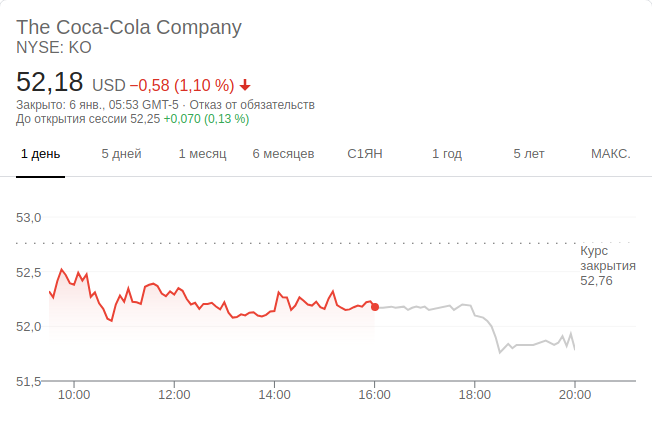 The Coca-Cola Company
NYSE: KO
52,18 USD −0,58 (1,10 %)
Закрыто: 6 янв., 05:53 GMT-5 · Отказ от обязательств
До открытия сессии 52,25 +0,070 (0,13 %)
1 день 5 дней 1 месяц 6 месяцев С1ЯН 1 год 5 лет МАКС.
53,0
Курс
закрытия
52,76
52,5
52,0
51,5
10:00 12:00 14:00 16:00 18:00 20:00